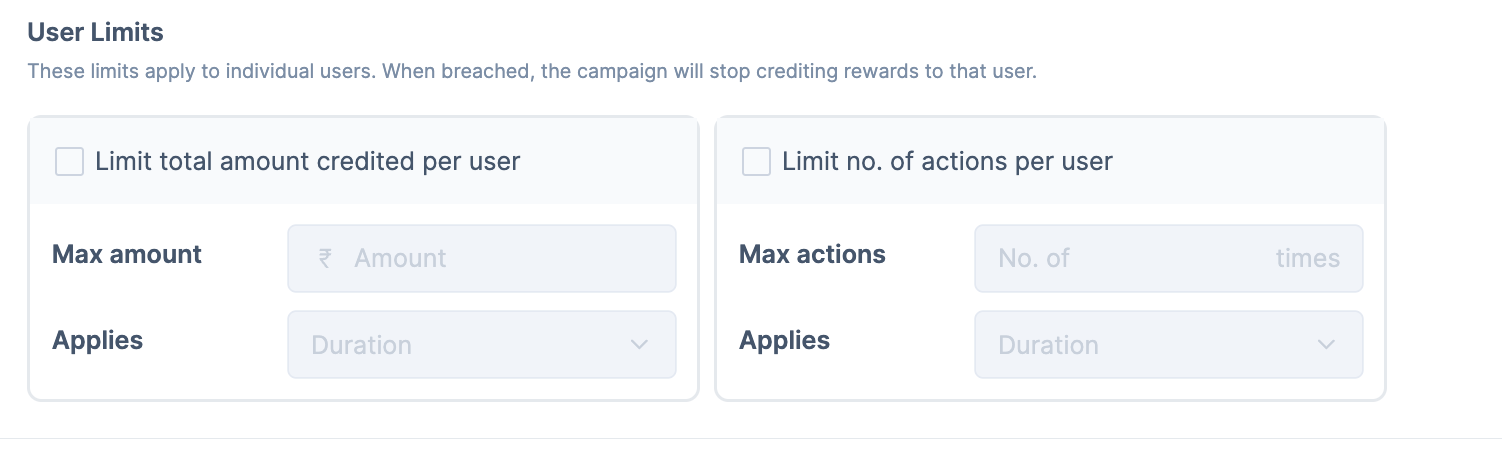 User Limits
These limits apply to individual users. When breached, the campaign will stop crediting rewards to that user.
Limit total amount credited per user
Max amount
₹ Amount
Applies
Duration
Limit no. of actions per user
Max actions
No. of times
Applies
Duration